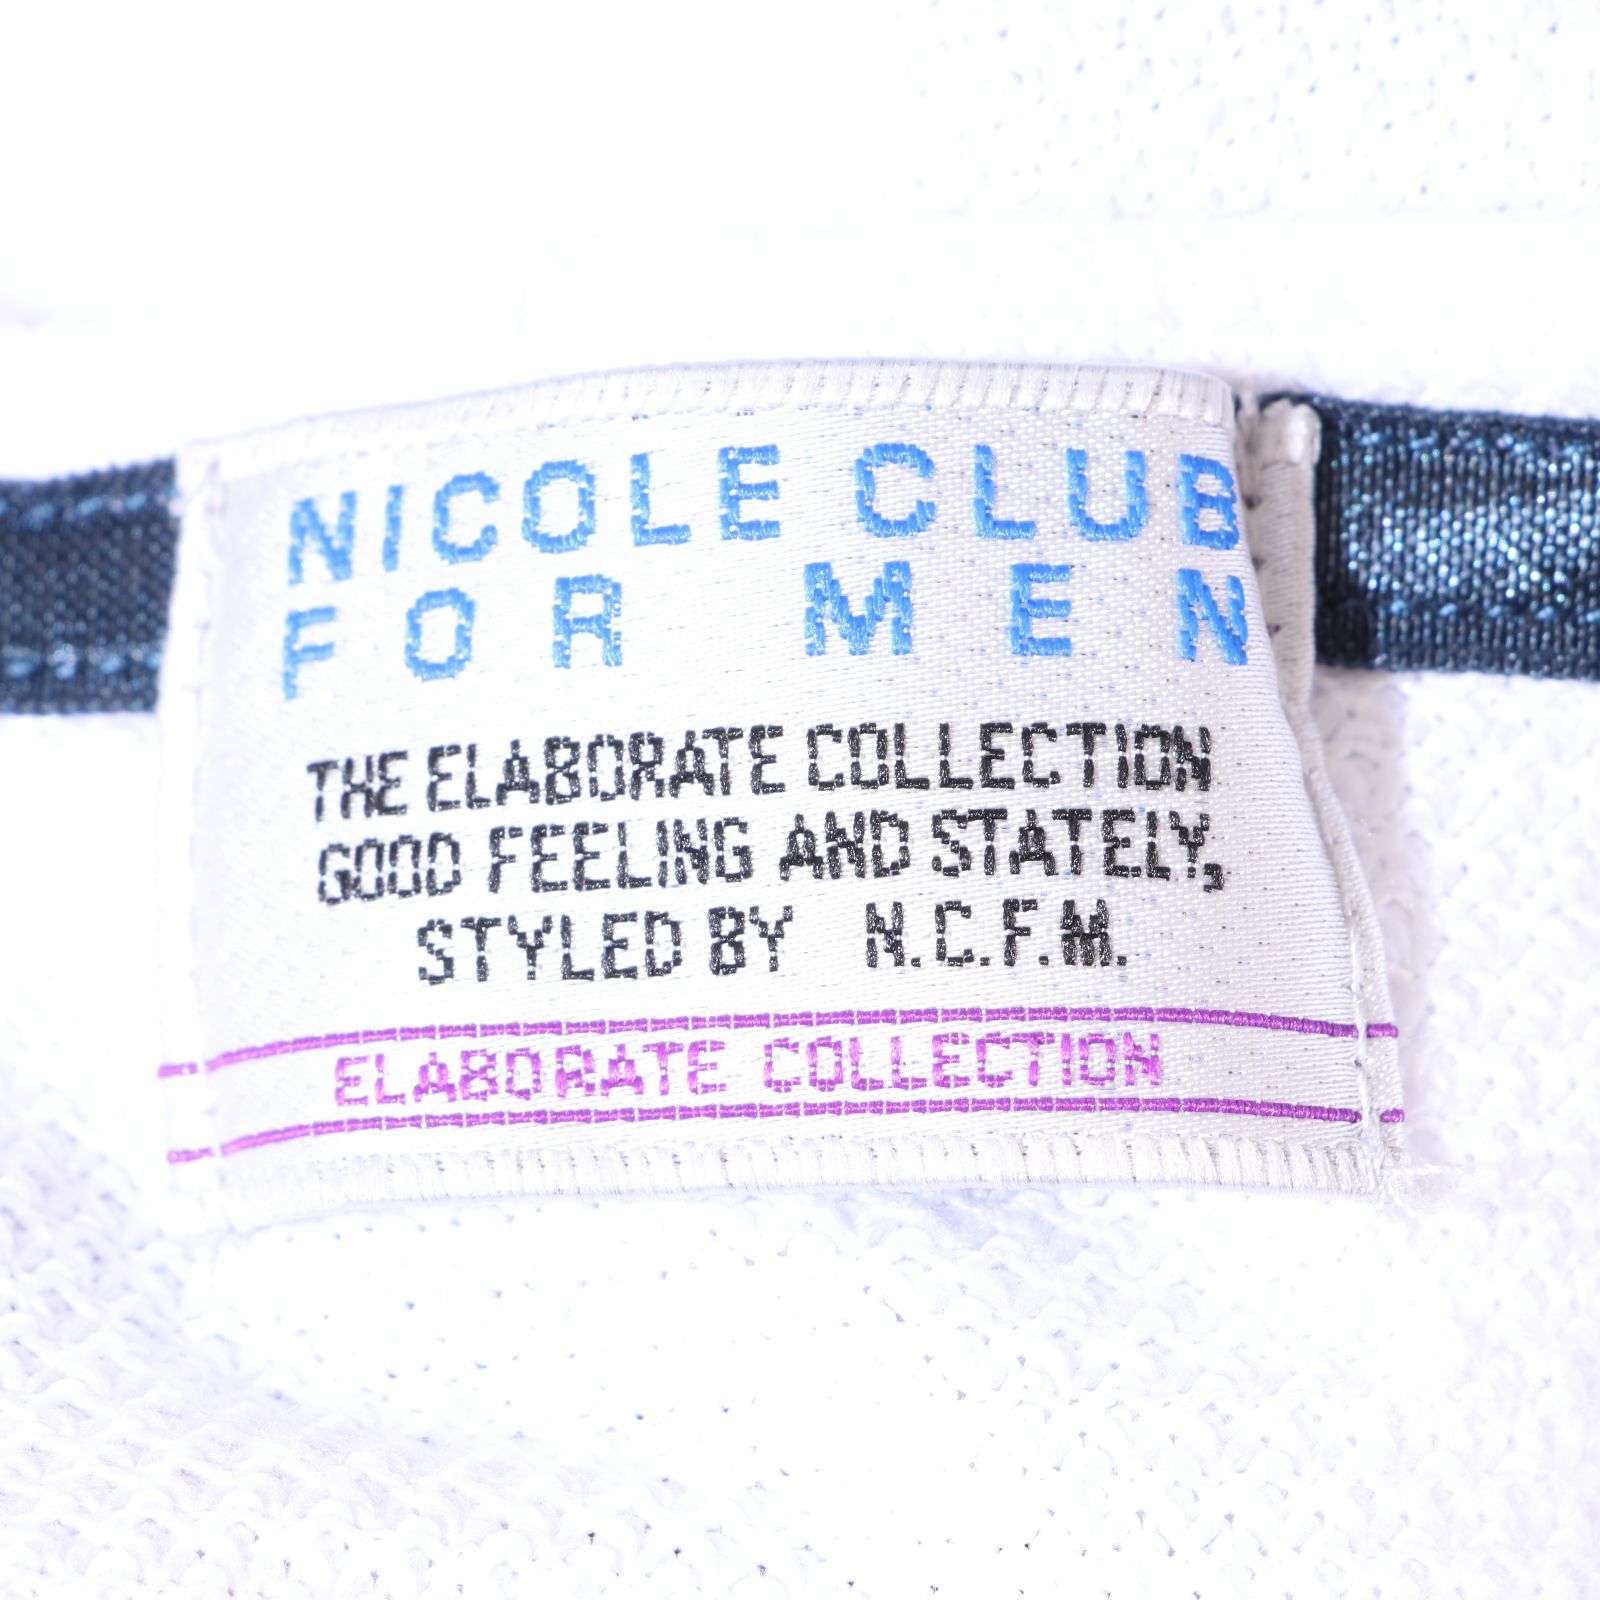 NICOLE CLUB
FOR MEN
THE ELABORATE COLLECTION
GOOD FEELING AND STATELY,
STYLED BY N.C.F.M.
ELABORATE COLLECTION